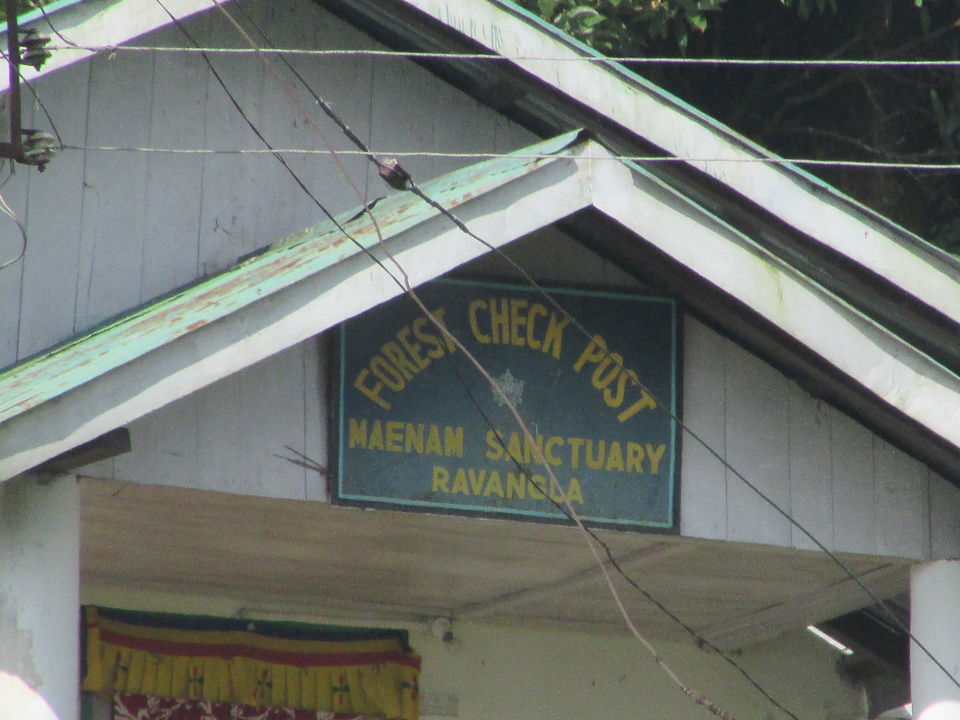 FOREST CHECK POST
MAENAM SANCTUARY
RAVANGLA